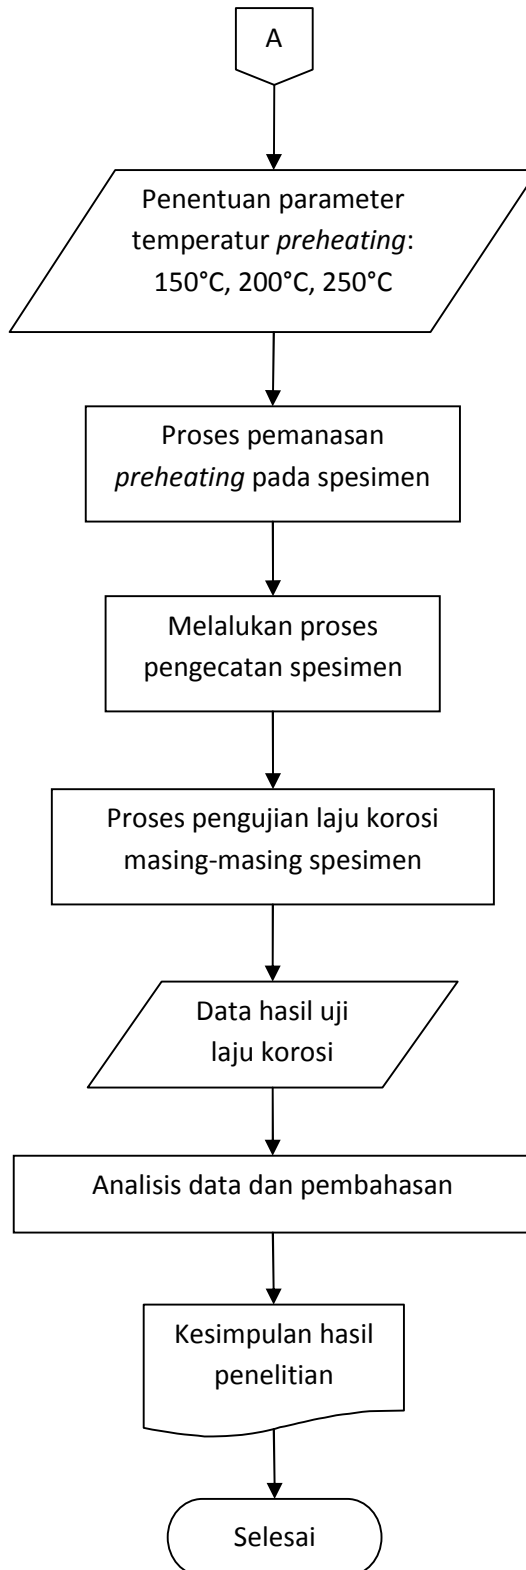 A
Penentuan parameter
temperatur preheating:
150°C, 200°C, 250°C
Proses pemanasan
preheating pada spesimen
Melalukan proses
pengecatan spesimen
Proses pengujian laju korosi
masing-masing spesimen
Data hasil uji
laju korosi
Analisis data dan pembahasan
Kesimpulan hasil
penelitian
Selesai